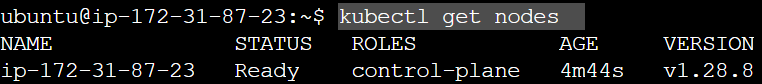 ubuntu@ip-172-31-87-23:~$ kubectl get nodes
NAME STATUS ROLES AGE VERSION
ip-172-31-87-23 Ready control-plane 4m44s v1.28.8